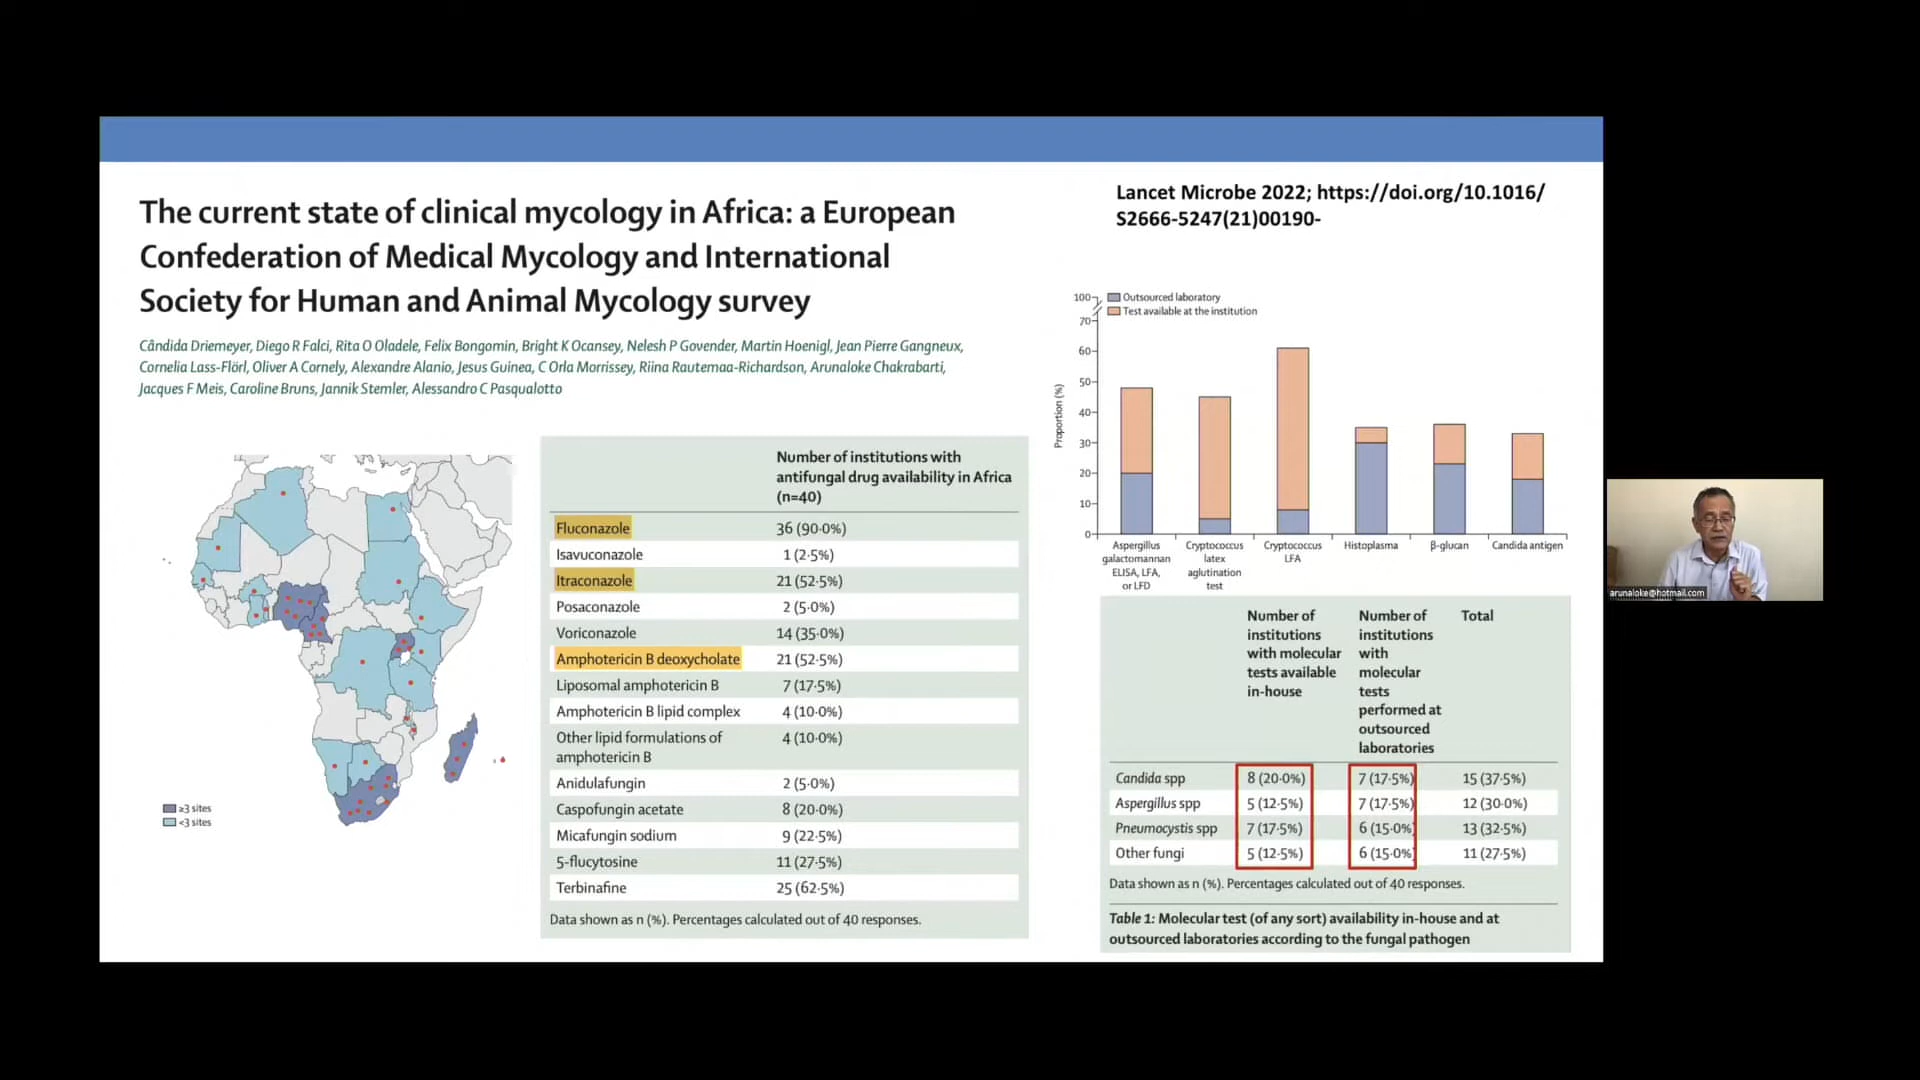 The current state of clinical mycology in Africa: a European
Confederation of Medical Mycology and International
Society for Human and Animal Mycology survey
Cândida Driemeyer, Diego R Falci, Rita O Oladele, Felix Bongomin, Bright K Ocansey, Nelesh P Govender, Martin Hoenigl, Jean Pierre Gangneux,
Cornelia Lass-Flörl, Oliver A Cornely, Alexandre Alanio, Jesus Guinea, C Orla Morrissey, Riina Rautemaa-Richardson, Arunaloke Chakrabarti,
Jacques F Meis, Caroline Bruns, Jannik Stemler, Alessandro C Pasqualotto
Lancet Microbe 2022; https://doi.org/10.1016/
S2666-5247(21)00190-
≥3 sites
<3 sites
Number of institutions with
antifungal drug availability in Africa
(n=40)
Fluconazole 36 (90·0%)
Isavuconazole 1 (2·5%)
Itraconazole 21 (52·5%)
Posaconazole 2 (5·0%)
Voriconazole 14 (35·0%)
Amphotericin B deoxycholate 21 (52·5%)
Liposomal amphotericin B 7 (17·5%)
Amphotericin B lipid complex 4 (10·0%)
Other lipid formulations of 4 (10·0%)
amphotericin B
Anidulafungin 2 (5·0%)
Caspofungin acetate 8 (20·0%)
Micafungin sodium 9 (22·5%)
5-flucytosine 11 (27·5%)
Terbinafine 25 (62·5%)
Data shown as n (%). Percentages calculated out of 40 responses.
Outsourced laboratory
Test available at the institution
Proportion (%)
100
70
60
50
40
30
20
10
0
Aspergillus
galactomannan
ELISA, LFA,
or LFD
Cryptococcus
latex
aglutination
test
Cryptococcus
LFA
Histoplasma
β-glucan
Candida antigen
Number of
institutions
with molecular
tests available
in-house
Number of
institutions
with
molecular
tests
performed at
outsourced
laboratories
Total
Candida spp 8 (20·0%) 7 (17·5%) 15 (37·5%)
Aspergillus spp 5 (12·5%) 7 (17·5%) 12 (30·0%)
Pneumocystis spp 7 (17·5%) 6 (15·0%) 13 (32·5%)
Other fungi 5 (12·5%) 6 (15·0%) 11 (27·5%)
Data shown as n (%). Percentages calculated out of 40 responses.
Table 1: Molecular test (of any sort) availability in-house and at
outsourced laboratories according to the fungal pathogen
arunaloke@hotmail.com